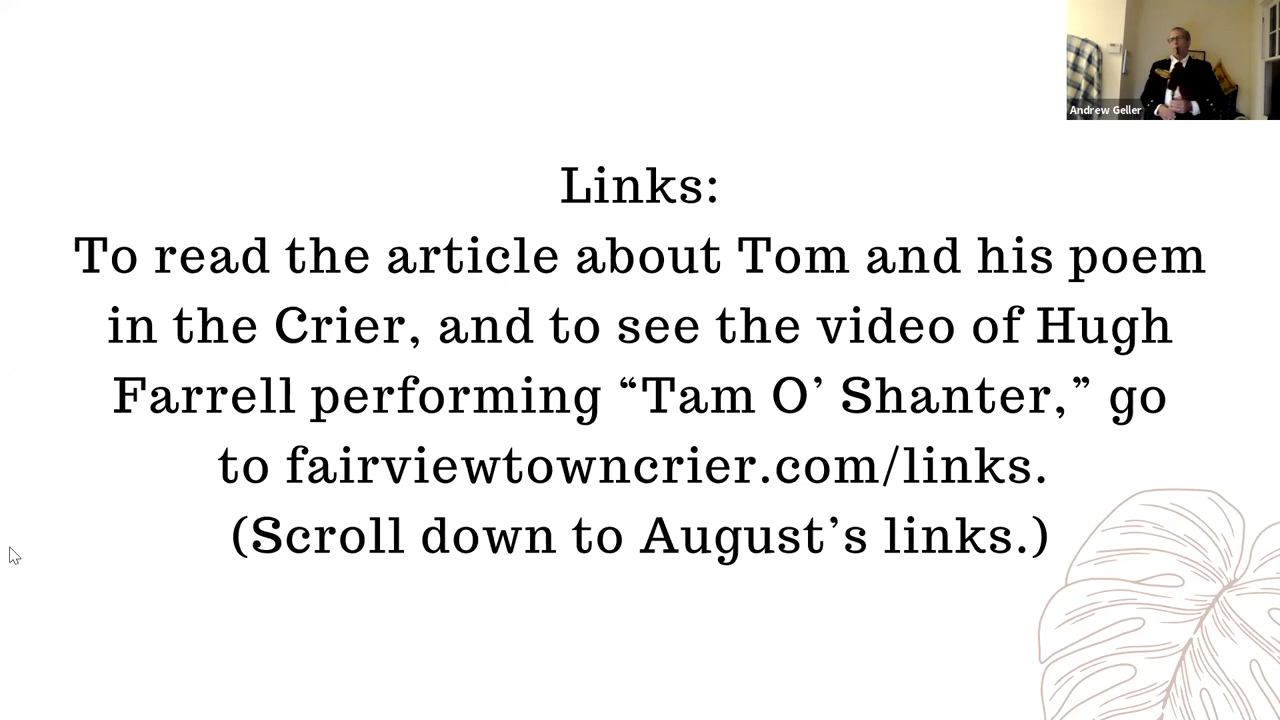 Andrew Geller
Links:
To read the article about Tom and his poem
in the Crier, and to see the video of Hugh
Farrell performing “Tam O’ Shanter,” go
to fairviewtowncrier.com/links.
(Scroll down to August’s links.)